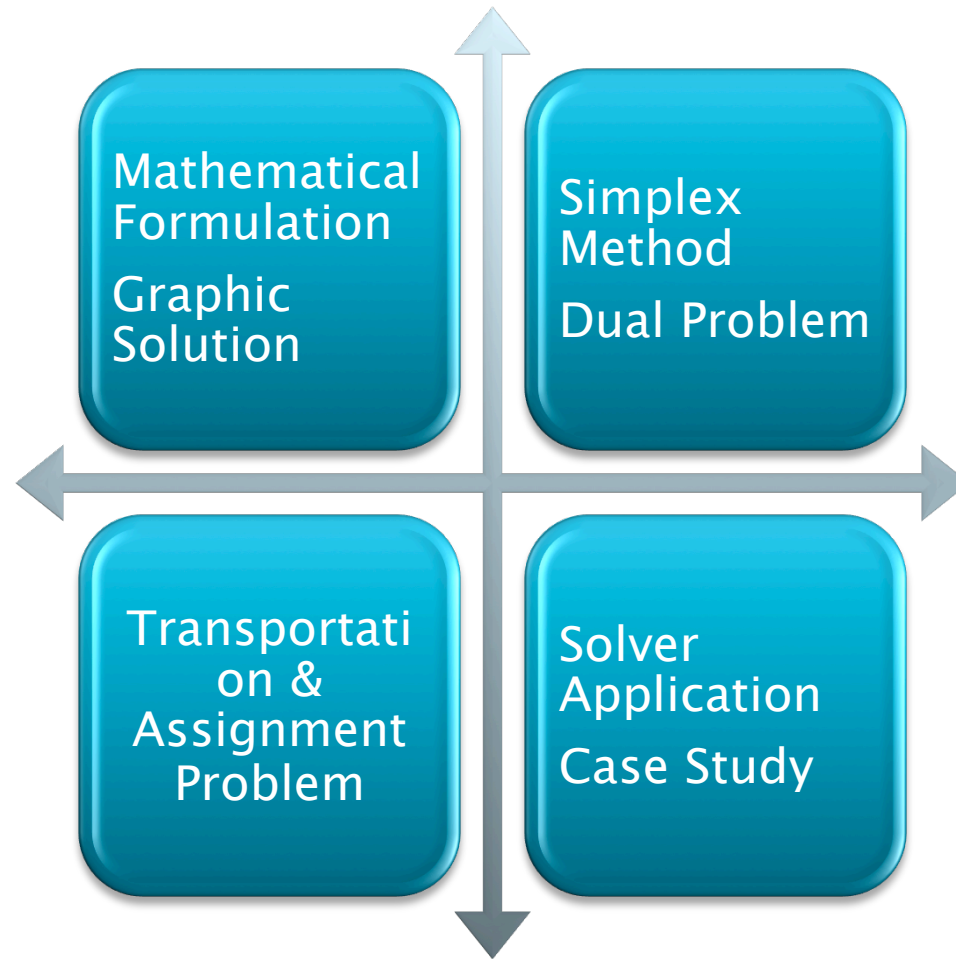 Mathematical
Formulation
Graphic
Solution
Simplex
Method
Dual Problem
Transportati
on &
Assignment
Problem
Solver
Application
Case Study